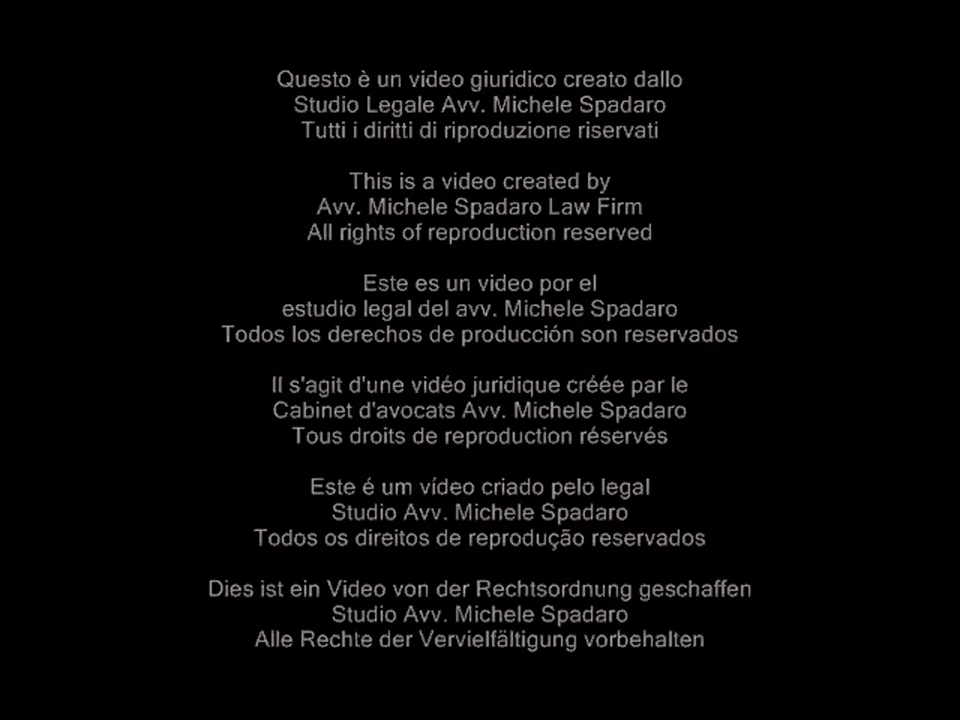 Questo è un video giuridico creato dallo
Studio Legale Avv. Michele Spadaro
Tutti i diritti di riproduzione riservati
This is a video created by
Avv. Michele Spadaro Law Firm
All rights of reproduction reserved
Este es un video por el
estudio legal del avv. Michele Spadaro
Todos los derechos de producción son reservados
Il s'agit d'une vidéo juridique créée par le
Cabinet d'avocats Avv. Michele Spadaro
Tous droits de reproduction réservés
Este é um vídeo criado pelo legal
Studio Avv. Michele Spadaro
Todos os direitos de reprodução reservados
Dies ist ein Video von der Rechtsordnung geschaffen
Studio Avv. Michele Spadaro
Alle Rechte der Vervielfältigung vorbehalten